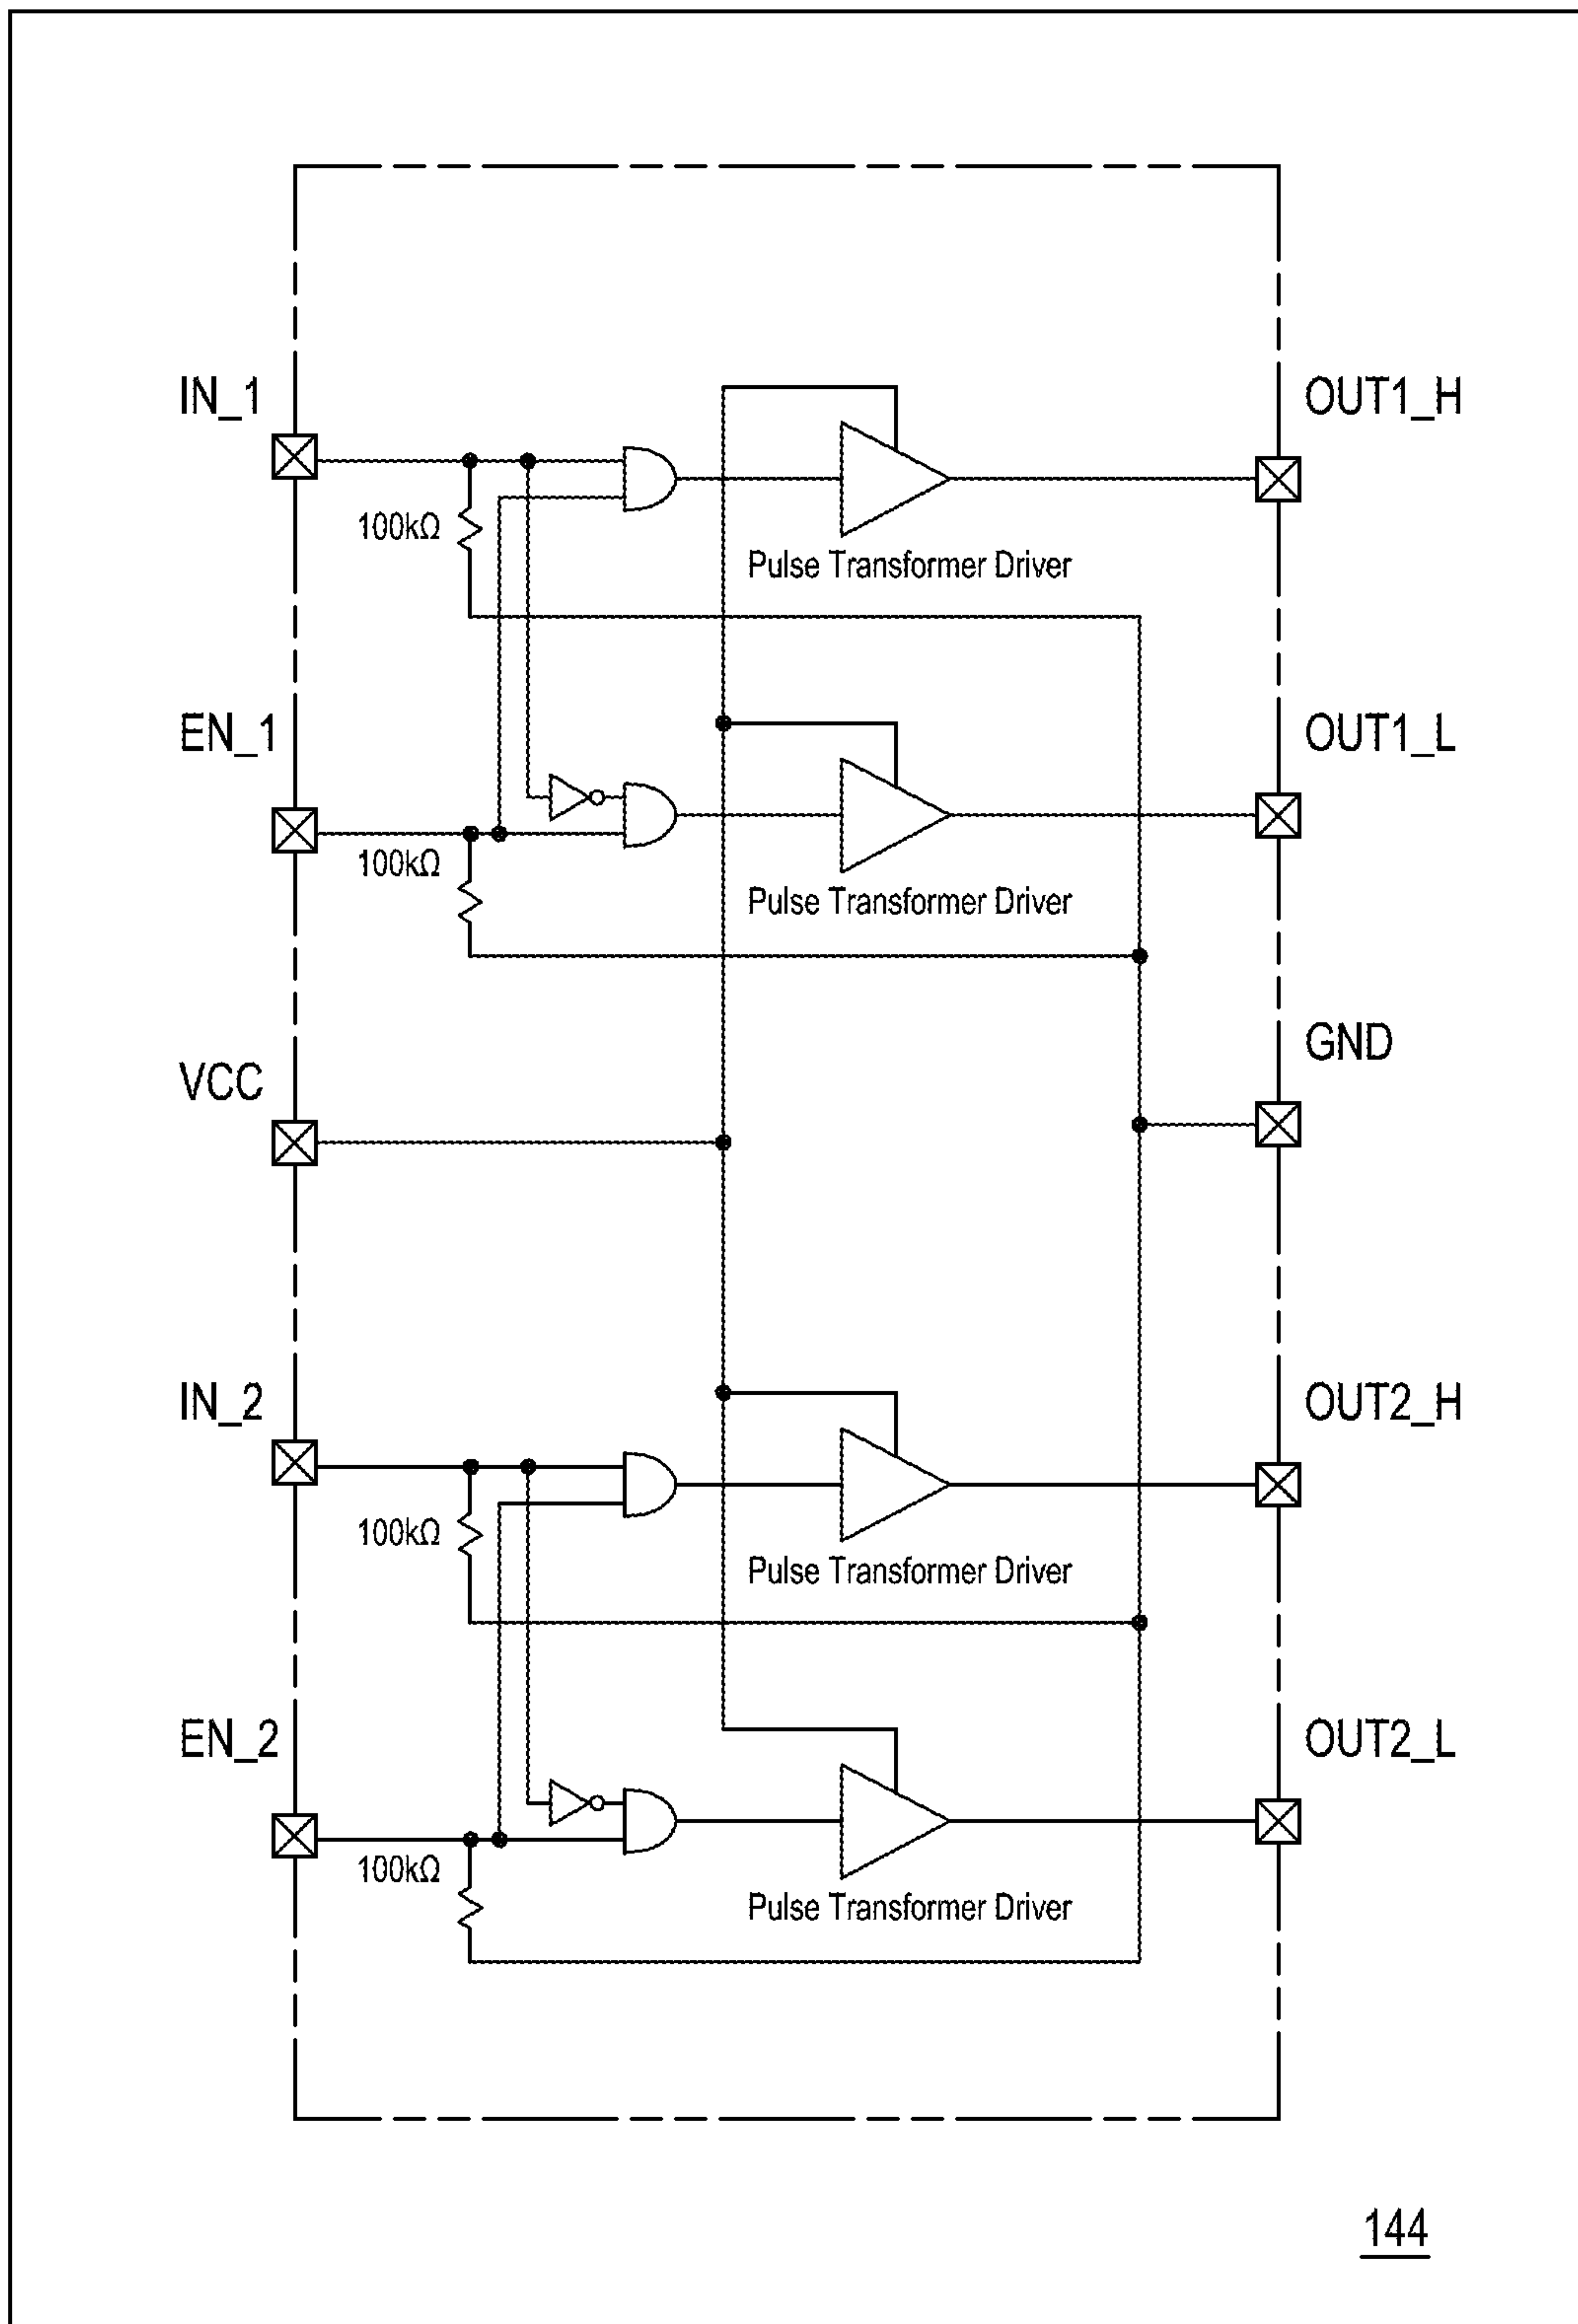 IN_1
OUT1_H
100kΩ
Pulse Transformer Driver
EN_1
OUT1_L
100kΩ
Pulse Transformer Driver
VCC
GND
IN_2
OUT2_H
100kΩ
Pulse Transformer Driver
EN_2
OUT2_L
100kΩ
Pulse Transformer Driver
144